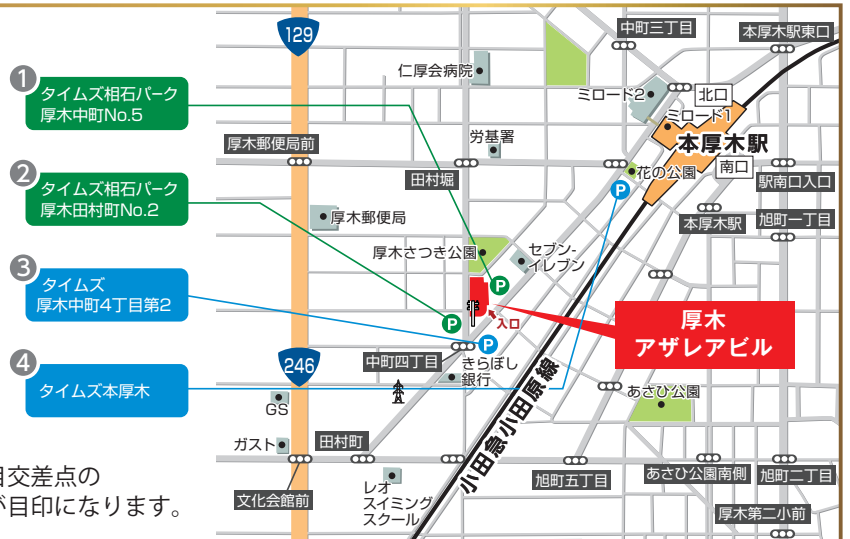 1
タイムズ相石パーク
厚木中町No.5
2
タイムズ相石パーク
厚木田村町No.2
3
タイムズ
厚木中町4丁目第2
4
タイムズ本厚木
目交差点の
が目印になります。
129
中町三丁目
本厚木駅東口
仁厚会病院
ミロード2
北口
ミロード1
本厚木駅
労基署
厚木郵便局前
田村堀
花の公園
南口
駅南口入口
P
厚木郵便局
本厚木駅
旭町一丁目
厚木さつき公園
セブン-
イレブン
P
入口
P
P
厚木
アザレアビル
246
中町四丁目
きらぼし
銀行
小田急小田原線
あさひ公園
GS
ガスト
田村町
文化会館前
レオ
スイミング
スクール
旭町五丁目
あさひ公園南側
旭町二丁目
厚木第二小前